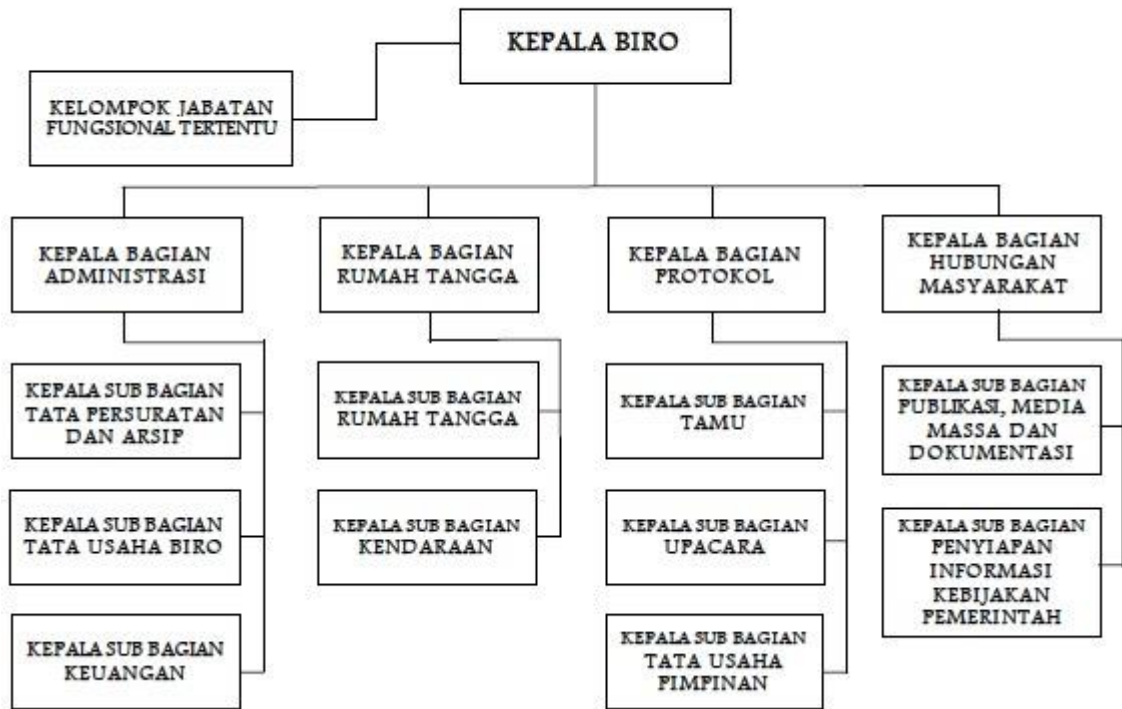 KEPALA BIRO
KELOMPOK JABATAN
FUNGSIONAL TERTENTU
KEPALA BAGIAN
ADMINISTRASI
KEPALA BAGIAN
RUMAH TANGGA
KEPALA BAGIAN
PROTOKOL
KEPALA BAGIAN
HUBUNGAN
MASYARAKAT
KEPALA SUB BAGIAN
TATA PERSURATAN
DAN ARSIP
KEPALA SUB BAGIAN
RUMAH TANGGA
KEPALA SUB BAGIAN
TAMU
KEPALA SUB BAGIAN
PUBLIKASI, MEDIA
MASSA DAN
DOKUMENTASI
KEPALA SUB BAGIAN
TATA USAHA BIRO
KEPALA SUB BAGIAN
KENDARAAN
KEPALA SUB BAGIAN
UPACARA
KEPALA SUB BAGIAN
PENYIAPAN
INFORMASI
KEBIJAKAN
PEMERINTAH
KEPALA SUB BAGIAN
KEUANGAN
KEPALA SUB BAGIAN
TATA USAHA
PIMPINAN